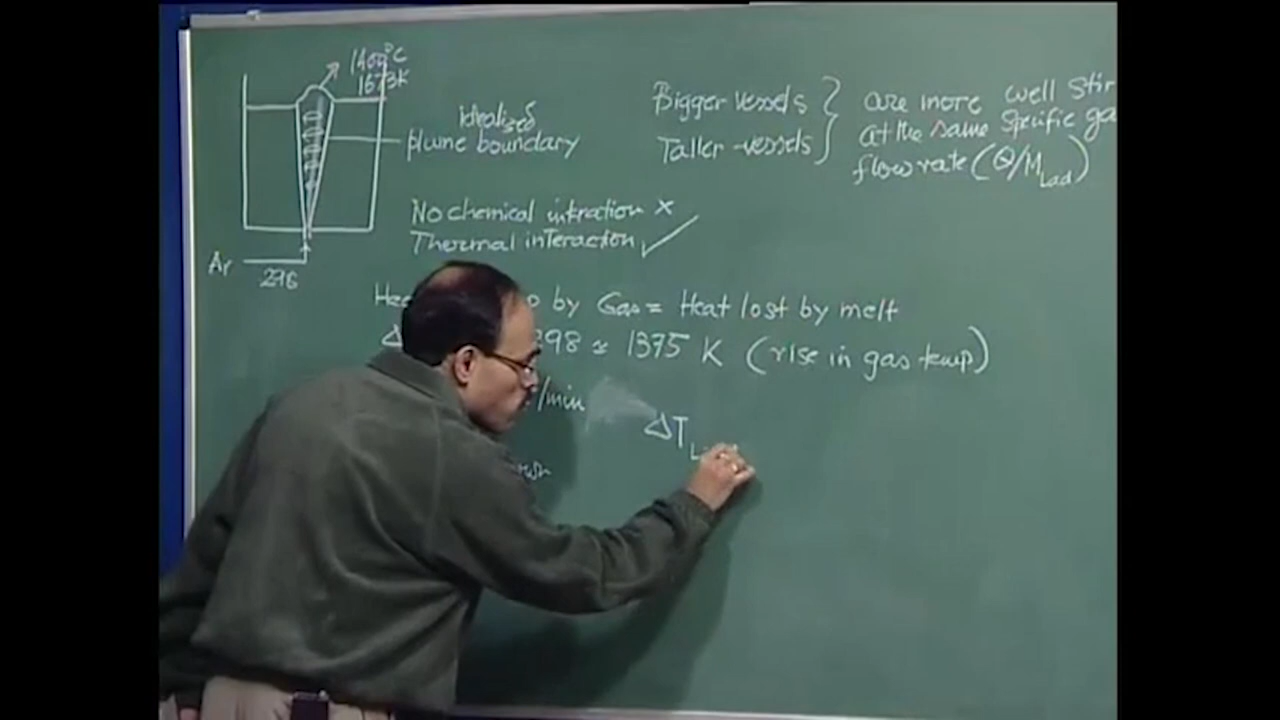 1400°C
1673K
Idealized
plume boundary
Ar
298
Bigger vessels
Taller vessels
are more well stir
at the same specific ga
flow rate (Q/M Lad)
No chemical intraction ×
Thermal interaction ✓
by Gas = Heat lost by melt
Δ 298 ≈ 1375 K (rise in gas temp)
/min
ΔT L